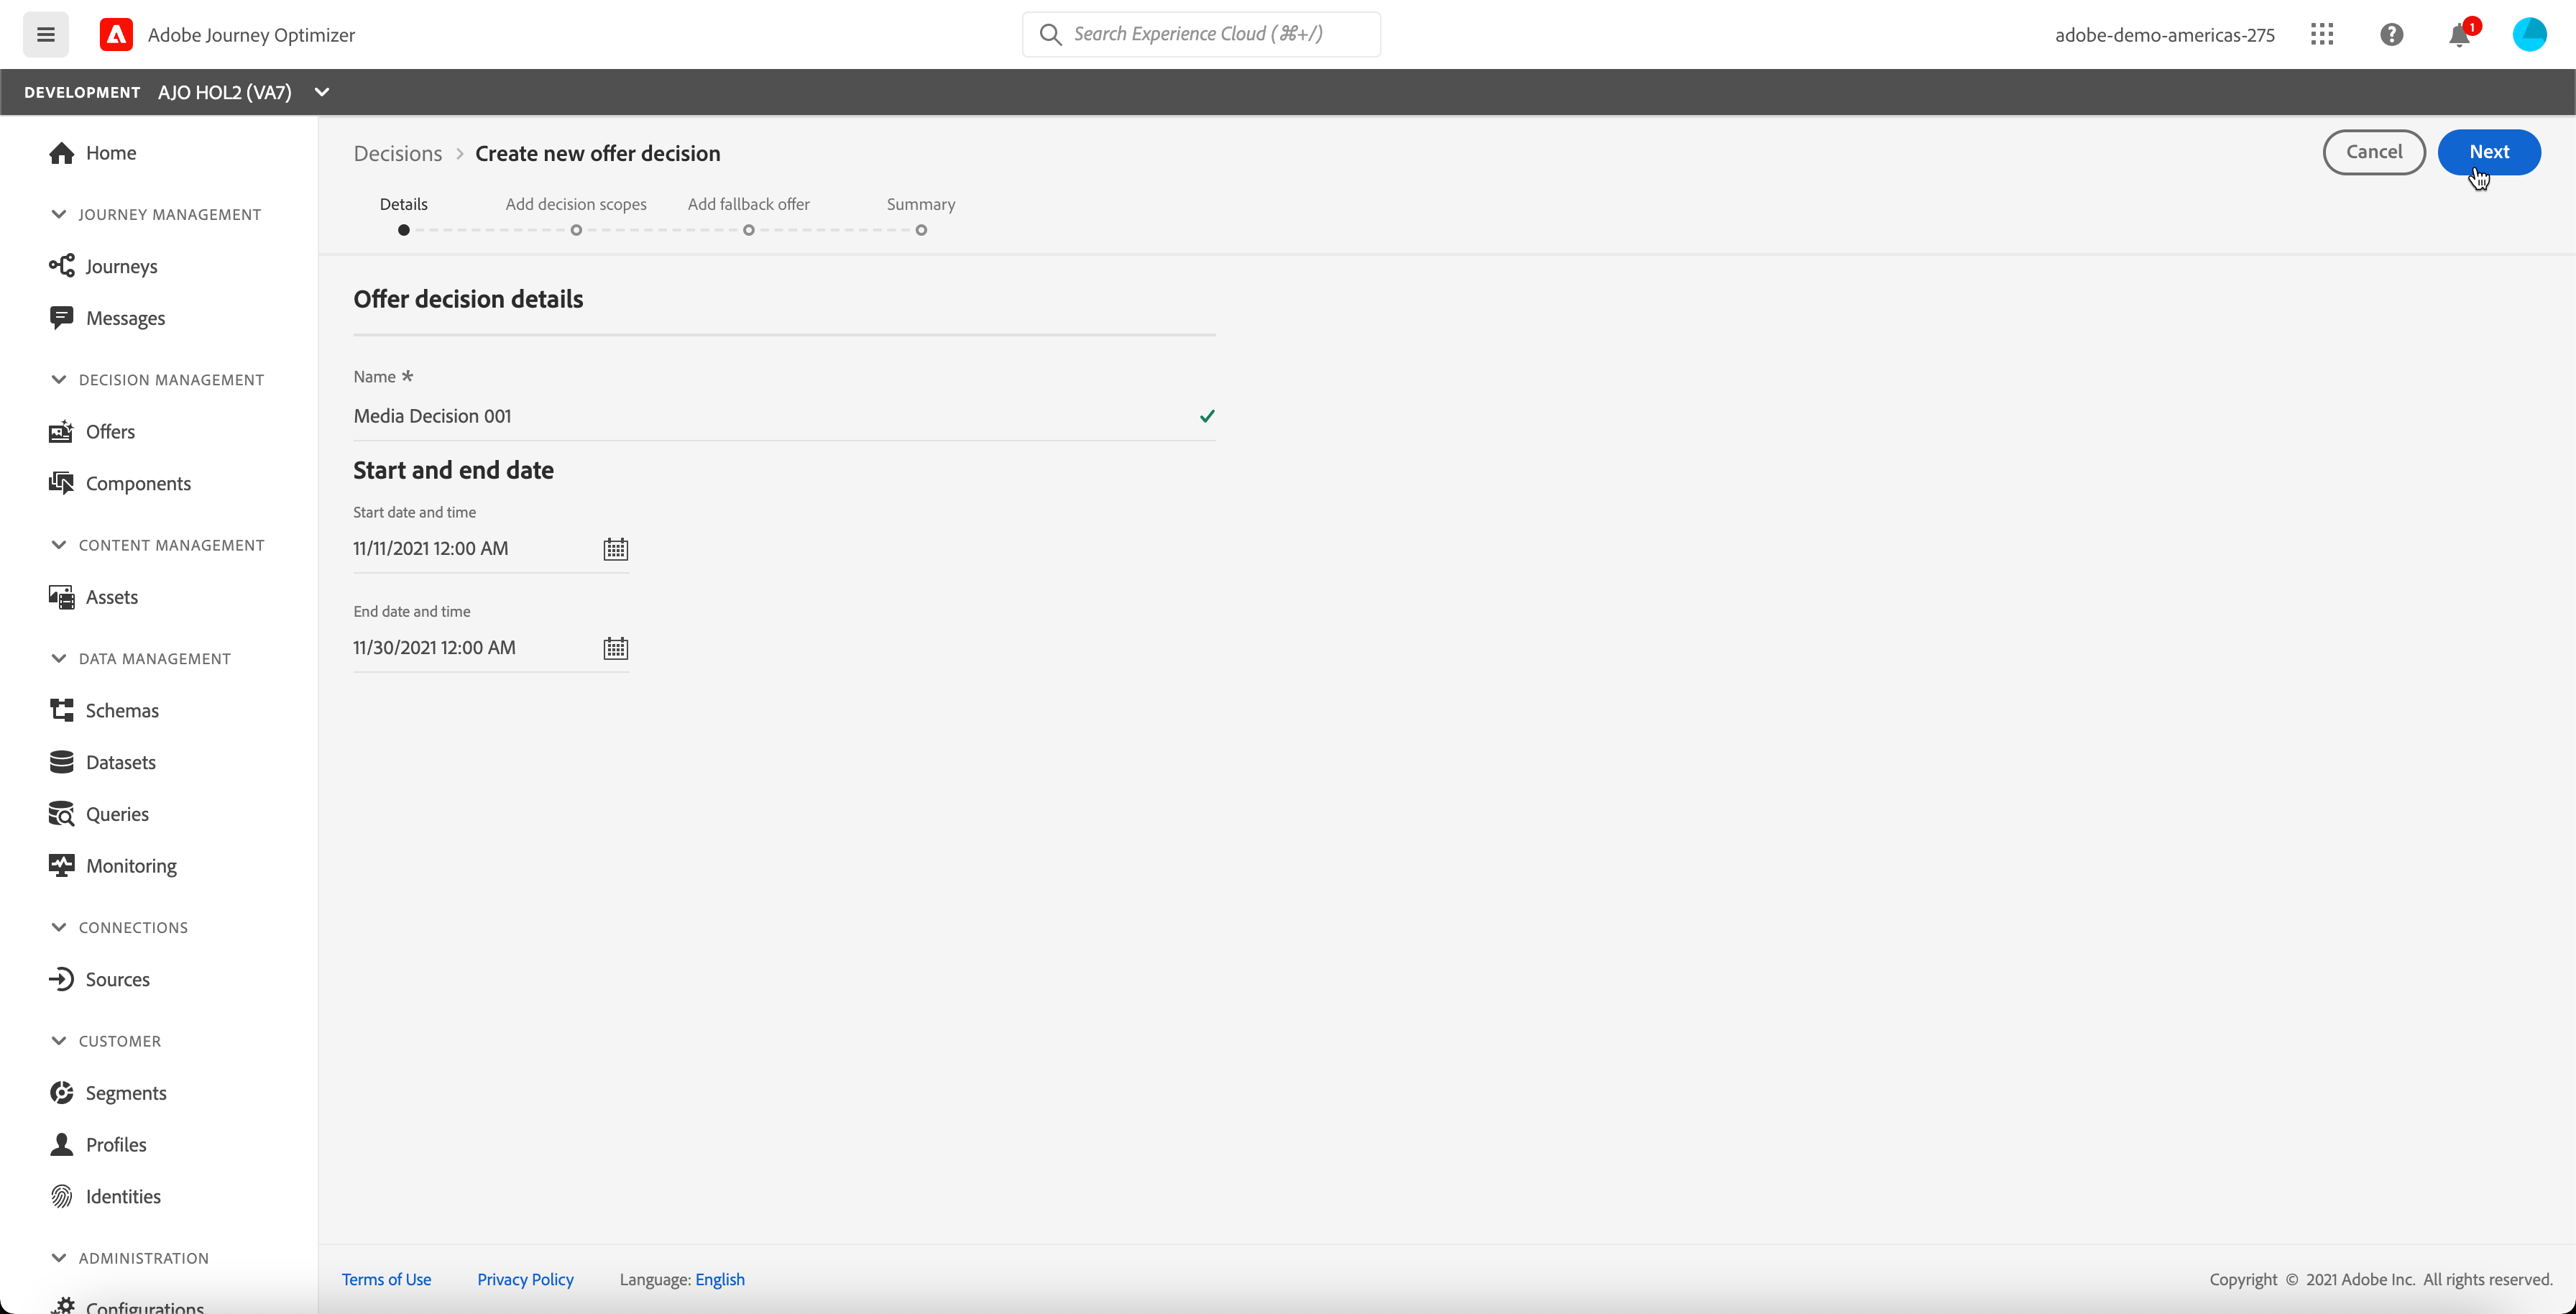 Adobe Journey Optimizer
Search Experience Cloud (⌘+/)
adobe-demo-americas-275
1
DEVELOPMENT AJO HOL2 (VA7)
Home
JOURNEY MANAGEMENT
Journeys
Messages
DECISION MANAGEMENT
Offers
Components
CONTENT MANAGEMENT
Assets
DATA MANAGEMENT
Schemas
Datasets
Queries
Monitoring
CONNECTIONS
Sources
CUSTOMER
Segments
Profiles
Identities
ADMINISTRATION
Configurations
Decisions > Create new offer decision
Cancel
Next
Details
Add decision scopes
Add fallback offer
Summary
Offer decision details
Name *
Media Decision 001
Start and end date
Start date and time
11/11/2021 12:00 AM
End date and time
11/30/2021 12:00 AM
Terms of Use
Privacy Policy
Language: English
Copyright © 2021 Adobe Inc. All rights reserved.